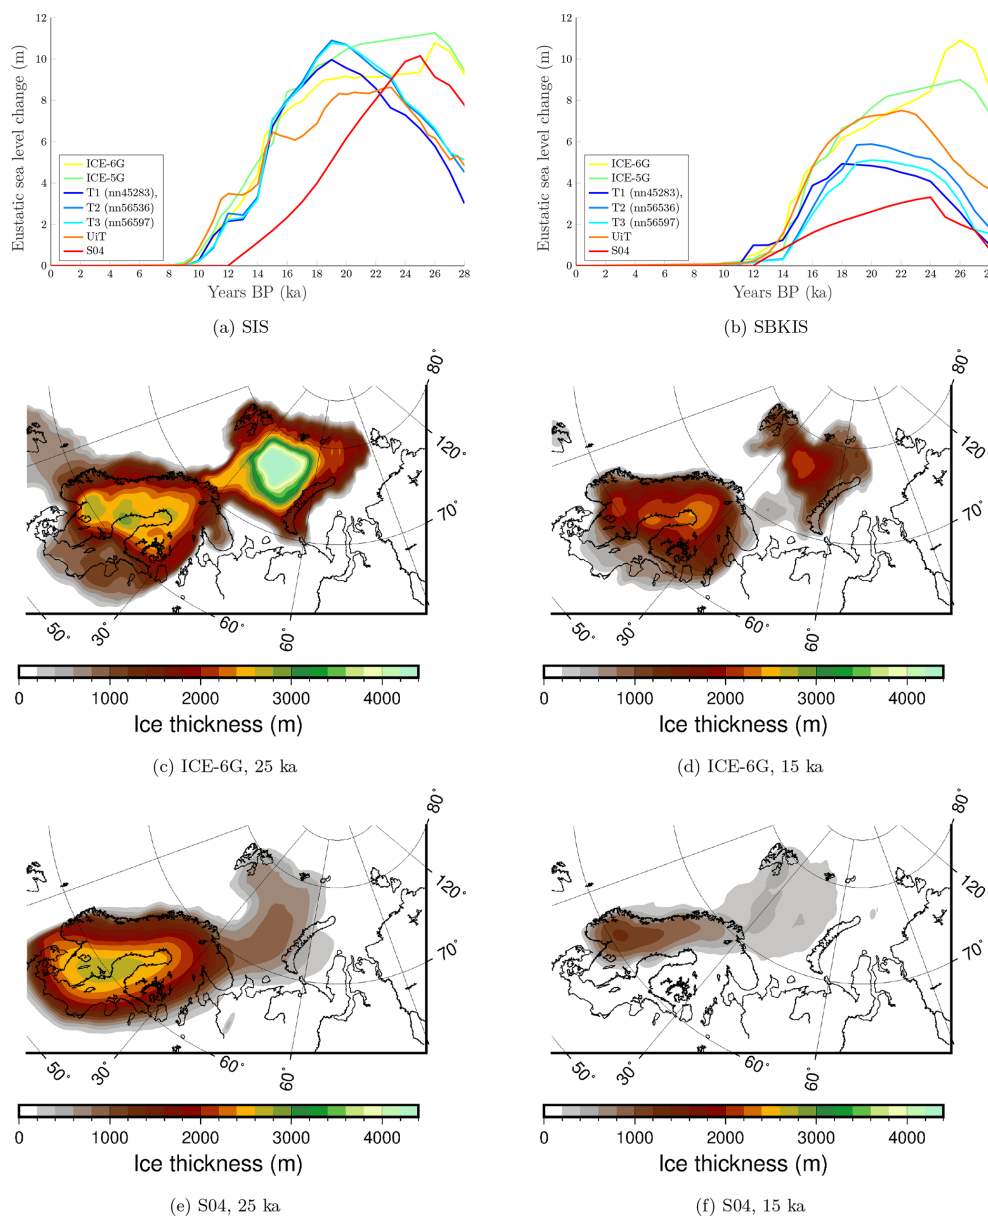 12
10
8
6
4
2
0
Eustatic sea level change (m)
ICE-6G
ICE-5G
T1 (nn45283),
T2 (nn56536)
T3 (nn56597)
UiT
S04
0 2 4 6 8 10 12 14 16 18 20 22 24 26 28
Years BP (ka)
(a) SIS
12
10
8
6
4
2
0
Eustatic sea level change (m)
ICE-6G
ICE-5G
T1 (nn45283),
T2 (nn56536)
T3 (nn56597)
UiT
S04
0 2 4 6 8 10 12 14 16 18 20 22 24 26 28
Years BP (ka)
(b) SBKIS
80°
120°
70°
50°
30°
60°
60°
0 1000 2000 3000 4000
Ice thickness (m)
(c) ICE-6G, 25 ka
80°
120°
70°
50°
30°
60°
60°
0 1000 2000 3000 4000
Ice thickness (m)
(d) ICE-6G, 15 ka
80°
120°
70°
50°
30°
60°
60°
0 1000 2000 3000 4000
Ice thickness (m)
(e) S04, 25 ka
80°
120°
70°
50°
30°
60°
60°
0 1000 2000 3000 4000
Ice thickness (m)
(f) S04, 15 ka